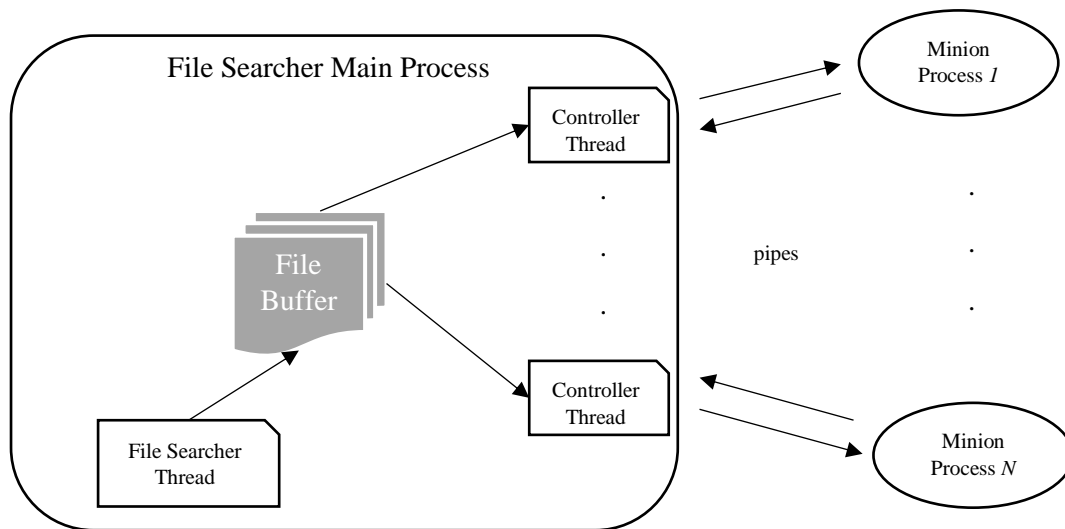 File Searcher Main Process
Minion
Process 1
Controller
Thread
.
.
.
.
.
.
pipes
File
Buffer
Controller
Thread
File Searcher
Thread
Minion
Process N